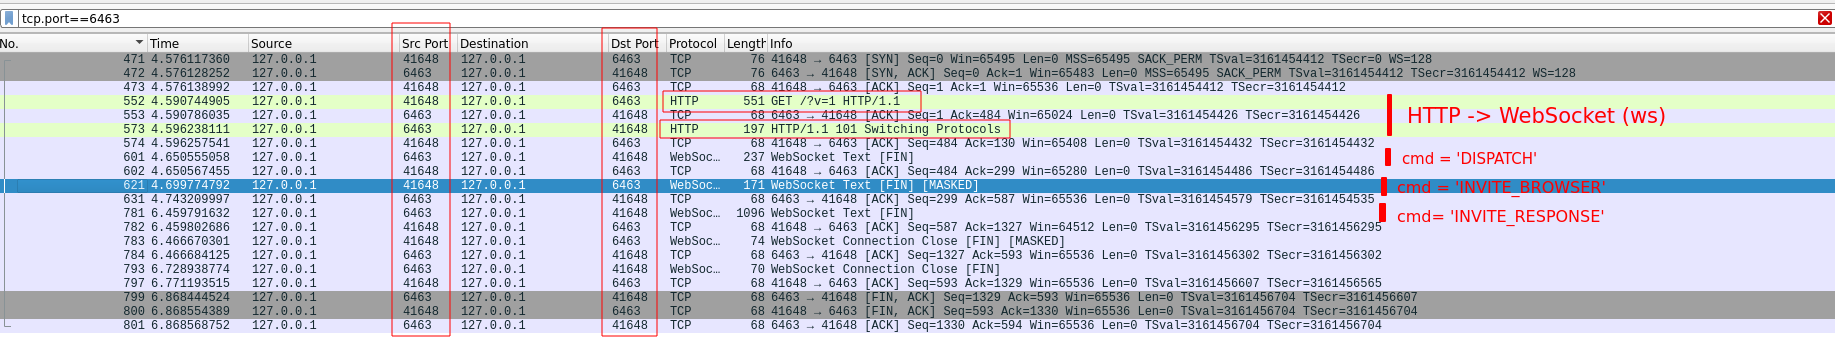 tcp.port==6463
No. Time Source Src Port Destination Dst Port Protocol Length Info
471 4.576117360 127.0.0.1 41648 127.0.0.1 6463 TCP 76 41648 → 6463 [SYN] Seq=0 Win=65495 Len=0 MSS=65495 SACK_PERM TSval=3161454412 TSecr=0 WS=128
472 4.576128252 127.0.0.1 6463 127.0.0.1 41648 TCP 76 6463 → 41648 [SYN, ACK] Seq=0 Ack=1 Win=65483 Len=0 MSS=65495 SACK_PERM TSval=3161454412 TSecr=3161454412 WS=128
473 4.576138992 127.0.0.1 41648 127.0.0.1 6463 TCP 68 41648 → 6463 [ACK] Seq=1 Ack=1 Win=65536 Len=0 TSval=3161454412 TSecr=3161454412
552 4.590744905 127.0.0.1 41648 127.0.0.1 6463 HTTP 551 GET /?v=1 HTTP/1.1
553 4.590786035 127.0.0.1 6463 127.0.0.1 41648 TCP 68 6463 → 41648 [ACK] Seq=1 Ack=484 Win=65024 Len=0 TSval=3161454426 TSecr=3161454426
HTTP -> WebSocket (ws)
573 4.596238111 127.0.0.1 6463 127.0.0.1 41648 HTTP 197 HTTP/1.1 101 Switching Protocols
574 4.596257541 127.0.0.1 41648 127.0.0.1 6463 TCP 68 41648 → 6463 [ACK] Seq=484 Ack=130 Win=65408 Len=0 TSval=3161454432 TSecr=3161454432
601 4.650555058 127.0.0.1 6463 127.0.0.1 41648 WebSoc… 237 WebSocket Text [FIN]
cmd = 'DISPATCH'
602 4.650567455 127.0.0.1 41648 127.0.0.1 6463 TCP 68 41648 → 6463 [ACK] Seq=484 Ack=299 Win=65280 Len=0 TSval=3161454486 TSecr=3161454486
621 4.699774792 127.0.0.1 41648 127.0.0.1 6463 WebSoc… 171 WebSocket Text [FIN] [MASKED]
cmd = 'INVITE_BROWSER'
631 4.743209997 127.0.0.1 6463 127.0.0.1 41648 TCP 68 6463 → 41648 [ACK] Seq=299 Ack=587 Win=65536 Len=0 TSval=3161454579 TSecr=3161454535
781 6.459791632 127.0.0.1 6463 127.0.0.1 41648 WebSoc… 1096 WebSocket Text [FIN]
cmd= 'INVITE_RESPONSE'
782 6.459802686 127.0.0.1 41648 127.0.0.1 6463 TCP 68 41648 → 6463 [ACK] Seq=587 Ack=1327 Win=64512 Len=0 TSval=3161456295 TSecr=3161456295
783 6.466670301 127.0.0.1 41648 127.0.0.1 6463 WebSoc… 74 WebSocket Connection Close [FIN] [MASKED]
784 6.466684125 127.0.0.1 6463 127.0.0.1 41648 TCP 68 6463 → 41648 [ACK] Seq=1327 Ack=593 Win=65536 Len=0 TSval=3161456302 TSecr=3161456302
793 6.728938774 127.0.0.1 6463 127.0.0.1 41648 WebSoc… 70 WebSocket Connection Close [FIN]
797 6.771193515 127.0.0.1 41648 127.0.0.1 6463 TCP 68 41648 → 6463 [ACK] Seq=593 Ack=1329 Win=65536 Len=0 TSval=3161456607 TSecr=3161456565
799 6.868444524 127.0.0.1 6463 127.0.0.1 41648 TCP 68 6463 → 41648 [FIN, ACK] Seq=1329 Ack=593 Win=65536 Len=0 TSval=3161456704 TSecr=3161456607
800 6.868554389 127.0.0.1 41648 127.0.0.1 6463 TCP 68 41648 → 6463 [FIN, ACK] Seq=593 Ack=1330 Win=65536 Len=0 TSval=3161456704 TSecr=3161456704
801 6.868568752 127.0.0.1 6463 127.0.0.1 41648 TCP 68 6463 → 41648 [ACK] Seq=1330 Ack=594 Win=65536 Len=0 TSval=3161456704 TSecr=3161456704